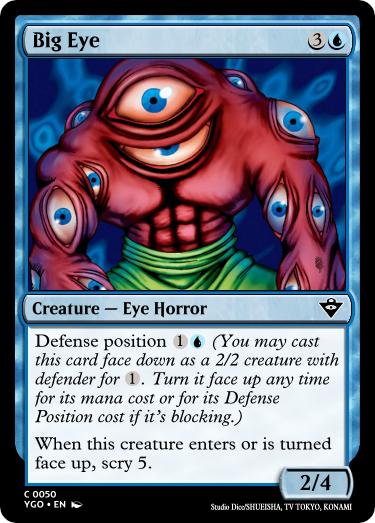 Big Eye 3
Creature — Eye Horror
Defense position 1 (You may cast
this card face down as a 2/2 creature with
defender for 1. Turn it face up any time
for its mana cost or for its Defense
Position cost if it's blocking.)
When this creature enters or is turned
face up, scry 5.
2/4
C 0050
YGO • EN
Studio Dice/SHUEISHA, TV TOKYO, KONAMI